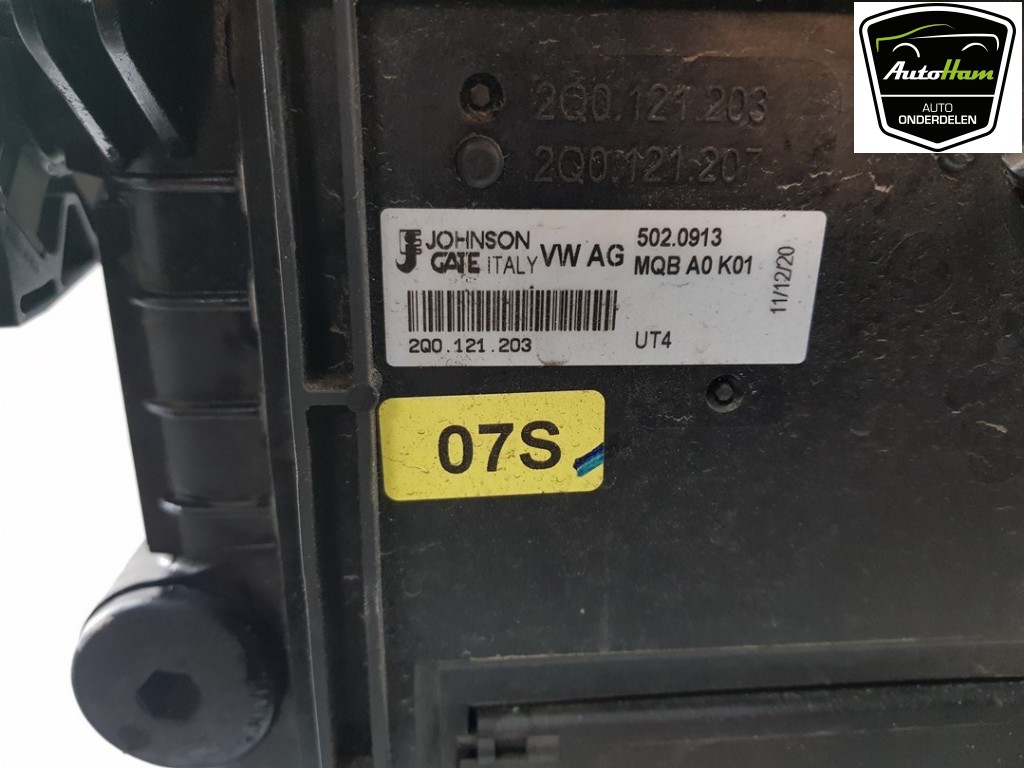 AutoHam
AUTO
ONDERDELEN
2Q0.121.203
2Q0.121.207
JOHNSON
GATE ITALY
VW AG
502.0913
MQB A0 K01
11/12/20
2Q0.121.203
UT4
07S